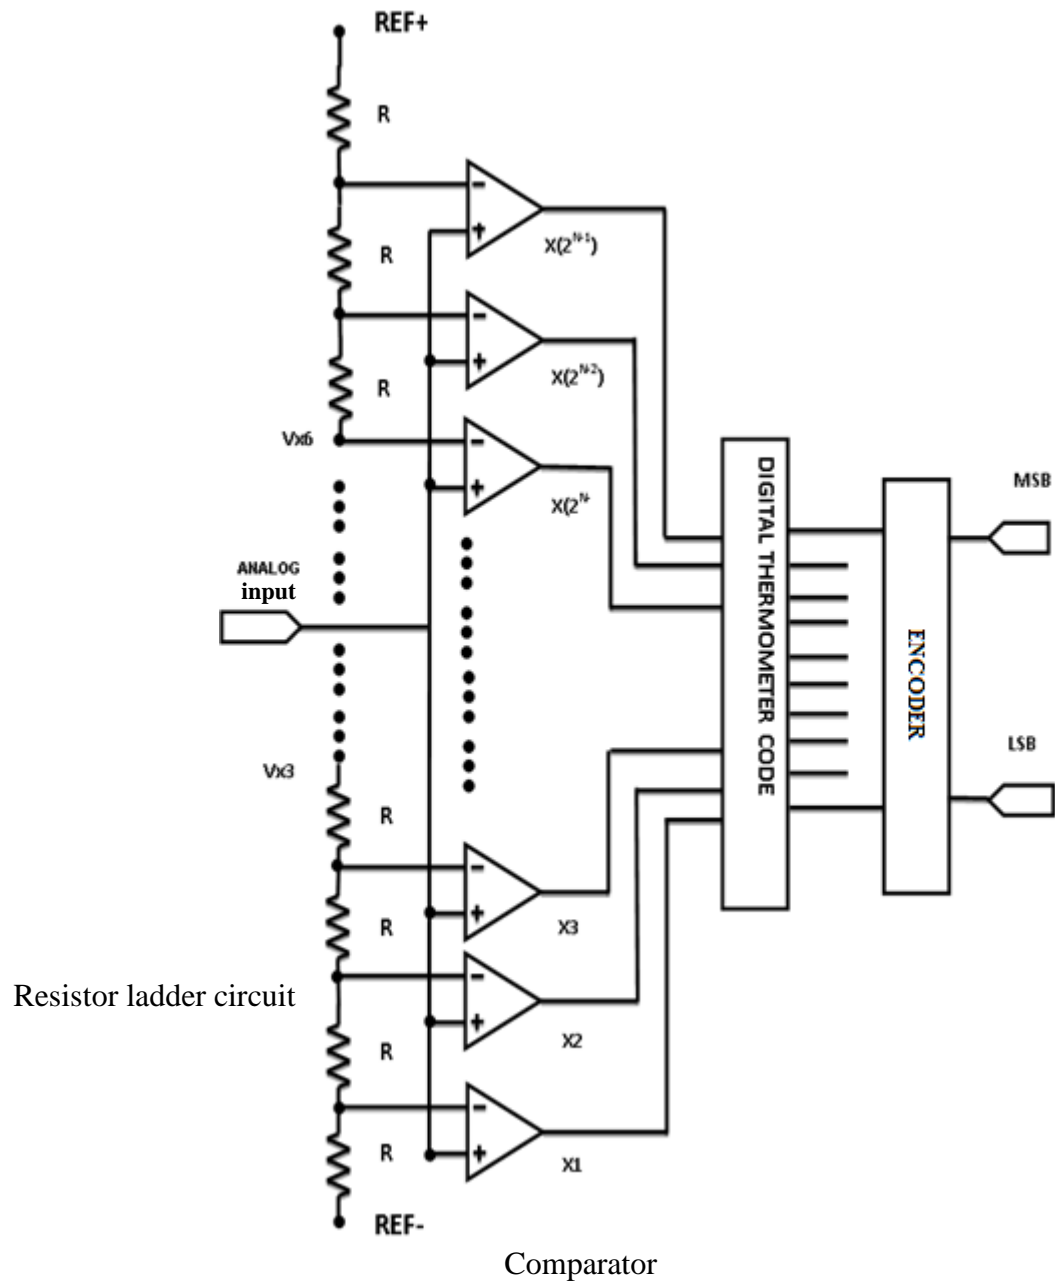 REF+
R
R
X(2^{N-1})
R
X(2^{N-2})
Vx6
X(2^{N-
ANALOG
input
MSB
DIGITAL THERMOMETER CODE
ENCODER
LSB
Vx3
R
R
X3
Resistor ladder circuit
R
X2
R
X1
REF-
Comparator